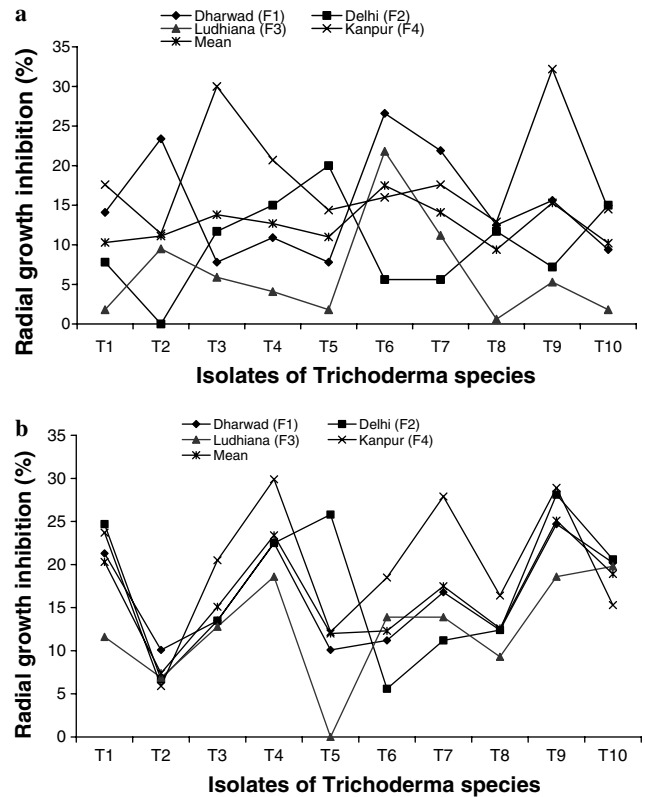 a
Dharwad (F1) Delhi (F2)
Ludhiana (F3) Kanpur (F4)
Mean
Radial growth inhibition (%)
35
30
25
20
15
10
5
0
T1 T2 T3 T4 T5 T6 T7 T8 T9 T10
Isolates of Trichoderma species
b
Dharwad (F1) Delhi (F2)
Ludhiana (F3) Kanpur (F4)
Mean
Radial growth inhibition (%)
35
30
25
20
15
10
5
0
T1 T2 T3 T4 T5 T6 T7 T8 T9 T10
Isolates of Trichoderma species